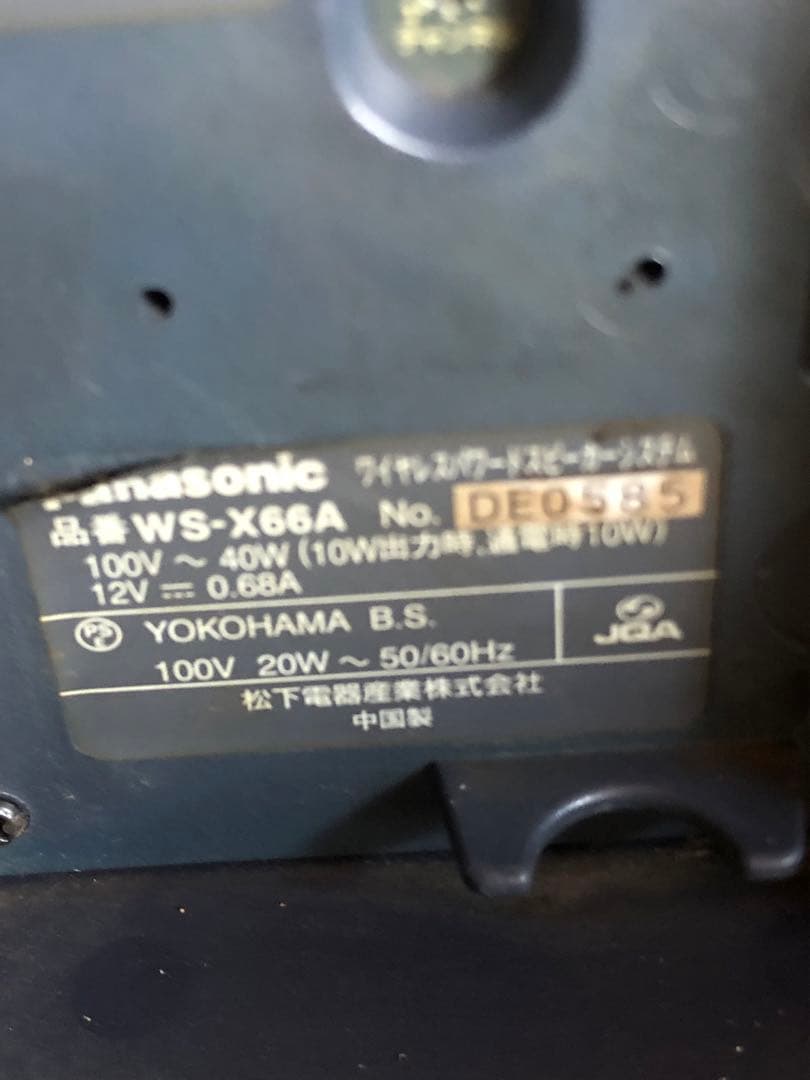 Panasonic ワイヤレスパワードスピーカーシステム
品番 WS-X66A No. DE0585
100V ～ 40W (10W出力時、通電時10W)
12V ⎓ 0.68A
PS E YOKOHAMA B.S. JQA
100V 20W ～ 50/60Hz
松下電器産業株式会社
中国製